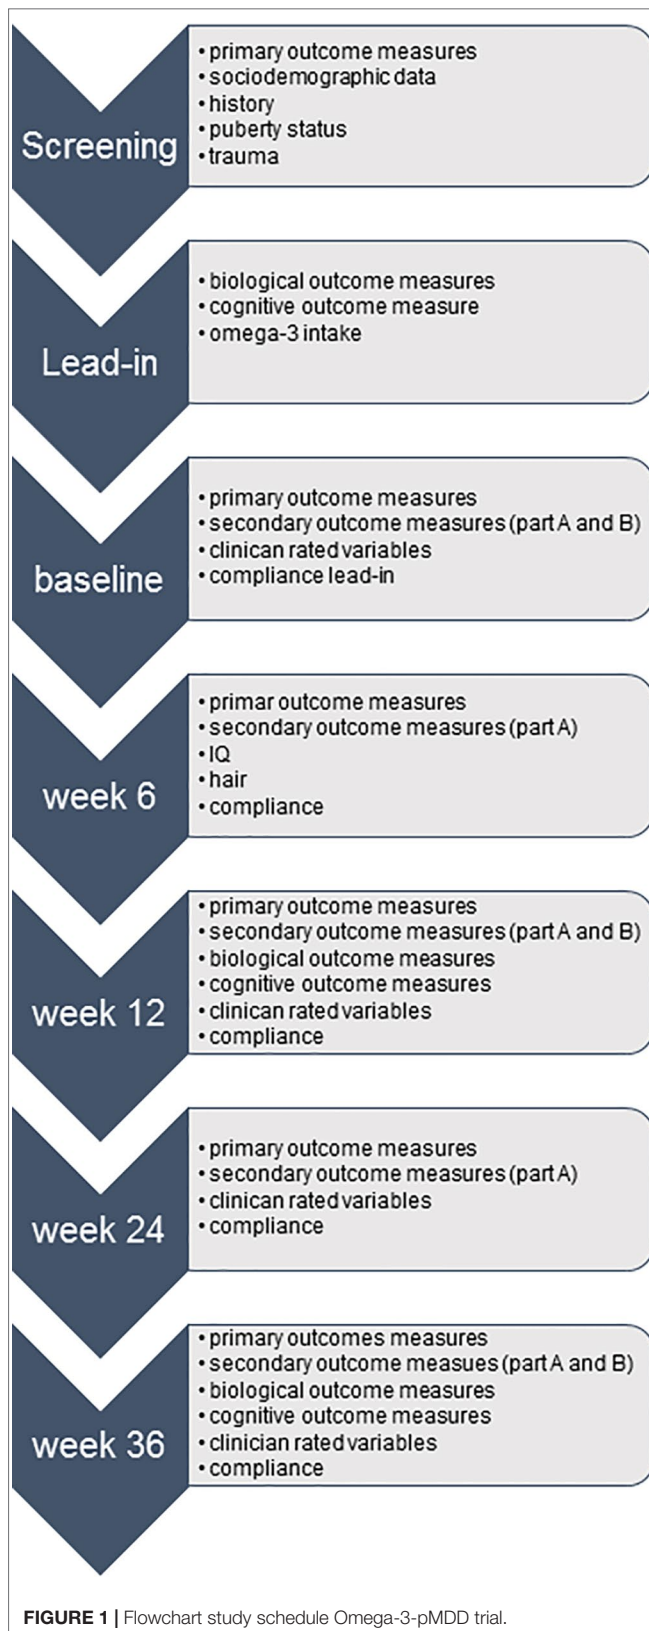 Screening
• primary outcome measures
• sociodemographic data
• history
• puberty status
• trauma
Lead-in
• biological outcome measures
• cognitive outcome measure
• omega-3 intake
baseline
• primary outcome measures
• secondary outcome measures (part A and B)
• clinican rated variables
• compliance lead-in
week 6
• primar outcome measures
• secondary outcome measures (part A)
• IQ
• hair
• compliance
week 12
• primary outcome measures
• secondary outcome measures (part A and B)
• biological outcome measures
• cognitive outcome measures
• clinican rated variables
• compliance
week 24
• primary outcome measures
• secondary outcome measures (part A)
• clinican rated variables
• compliance
week 36
• primary outcomes measures
• secondary outcome measues (part A and B)
• biological outcome measures
• cognitive outcome measures
• clinician rated variables
• compliance
FIGURE 1 | Flowchart study schedule Omega-3-pMDD trial.